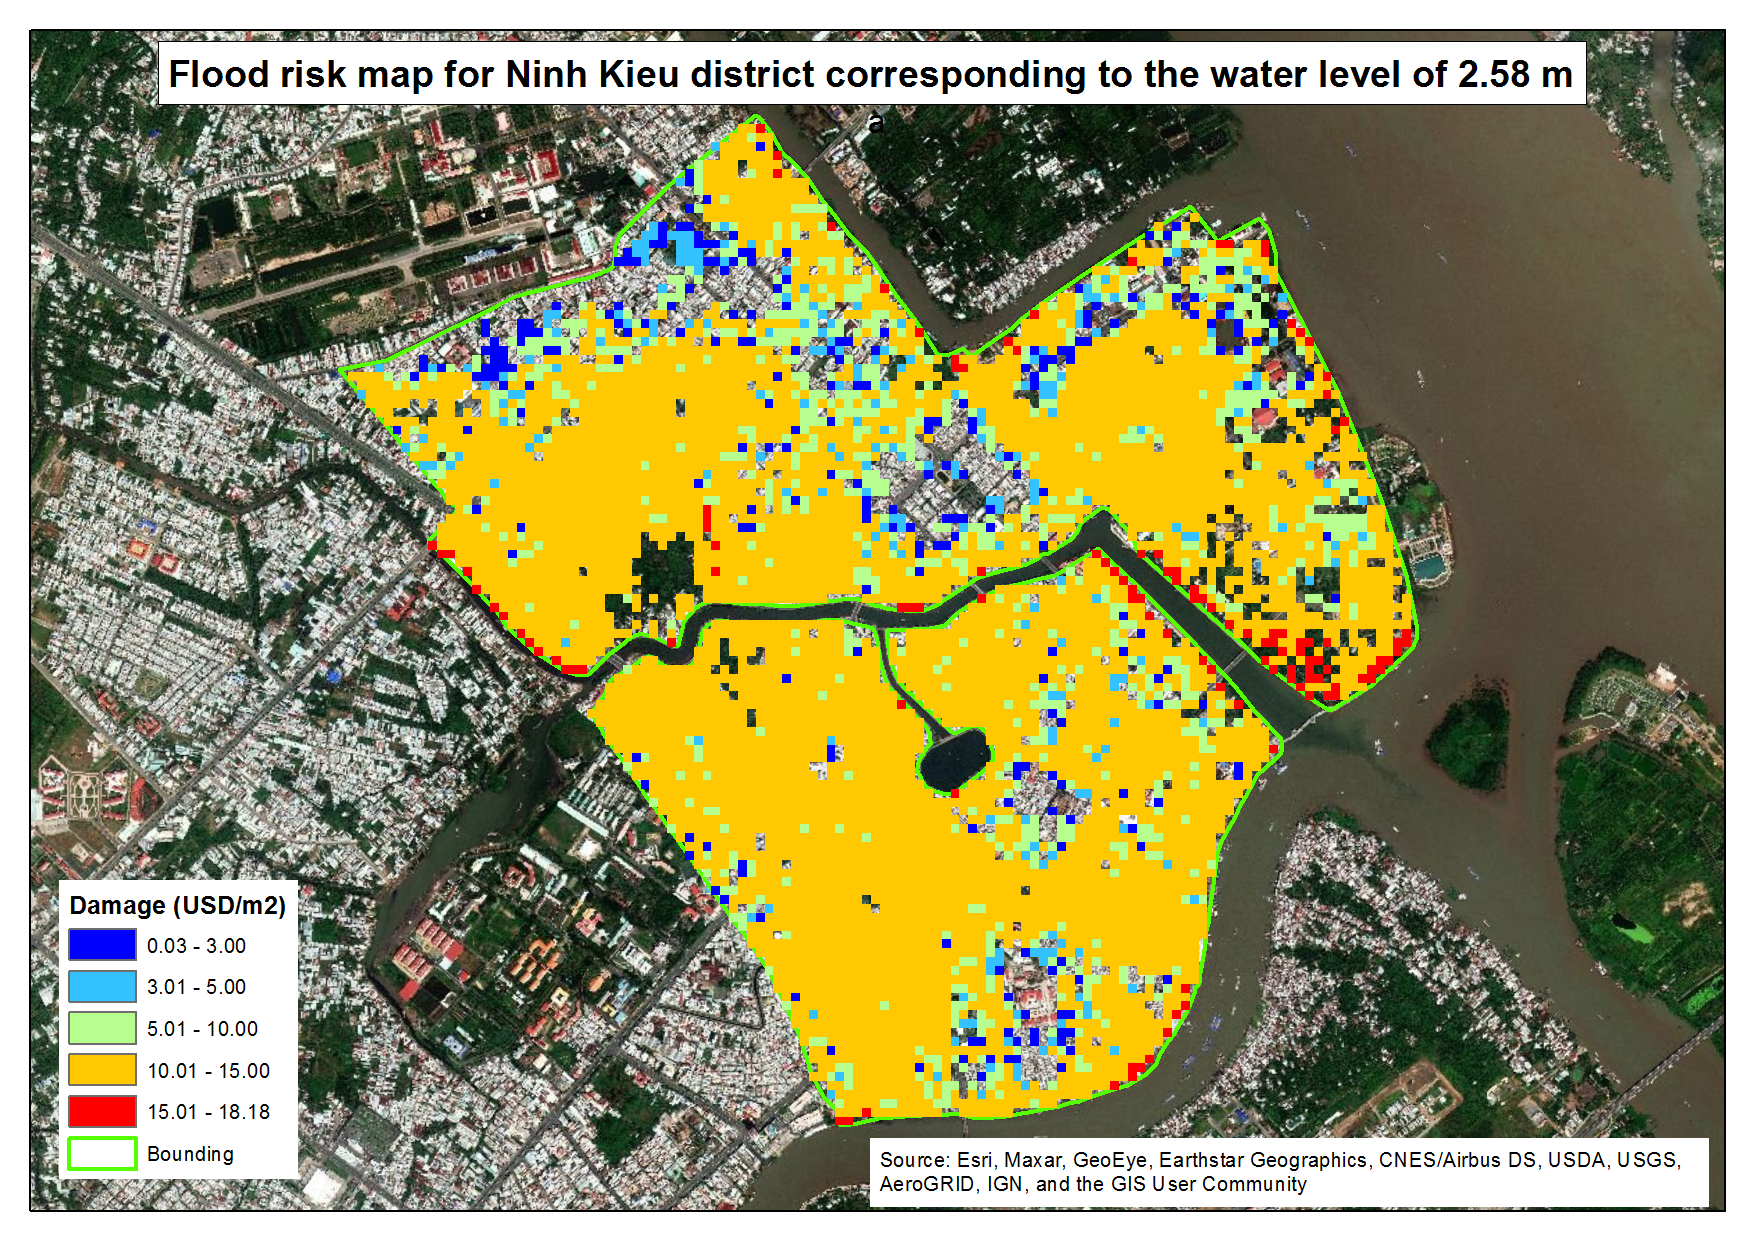 Flood risk map for Ninh Kieu district corresponding to the water level of 2.58 m
a
Damage (USD/m2)
0.03 - 3.00
3.01 - 5.00
5.01 - 10.00
10.01 - 15.00
15.01 - 18.18
Bounding
Source: Esri, Maxar, GeoEye, Earthstar Geographics, CNES/Airbus DS, USDA, USGS,
AeroGRID, IGN, and the GIS User Community